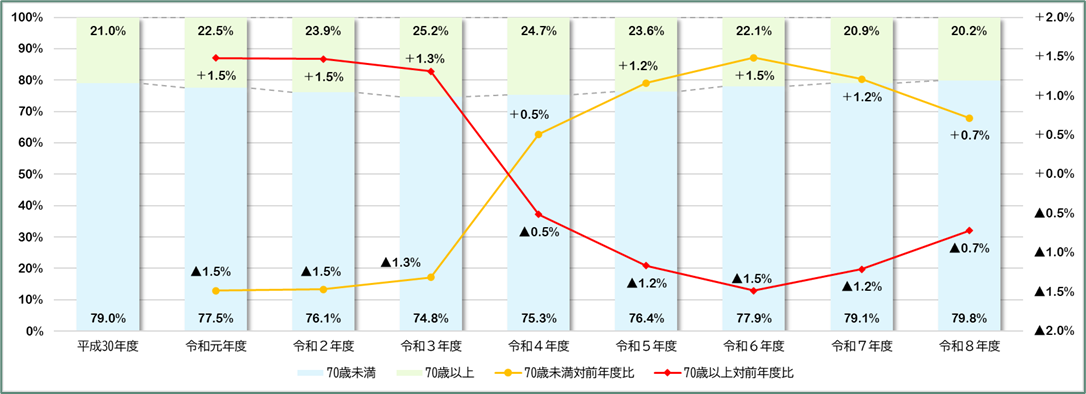 100% 21.0% 22.5% 23.9% 25.2% 24.7% 23.6% 22.1% 20.9% 20.2% +2.0%
90% +1.5% +1.5% +1.3% +1.2% +1.5% +1.2% +1.5%
80% +1.0%
70% +0.5% +0.7% +0.5%
60%
50% +0.0%
40% ▲0.5% ▲0.7% ▲0.5%
30% ▲1.5% ▲1.5% ▲1.3% ▲1.2% ▲1.5% ▲1.2% ▲1.0%
20%
10% ▲1.5%
79.0% 77.5% 76.1% 74.8% 75.3% 76.4% 77.9% 79.1% 79.8%
0% ▲2.0%
平成30年度 令和元年度 令和2年度 令和3年度 令和4年度 令和5年度 令和6年度 令和7年度 令和8年度
70歳未満 70歳以上 70歳未満対前年度比 70歳以上対前年度比